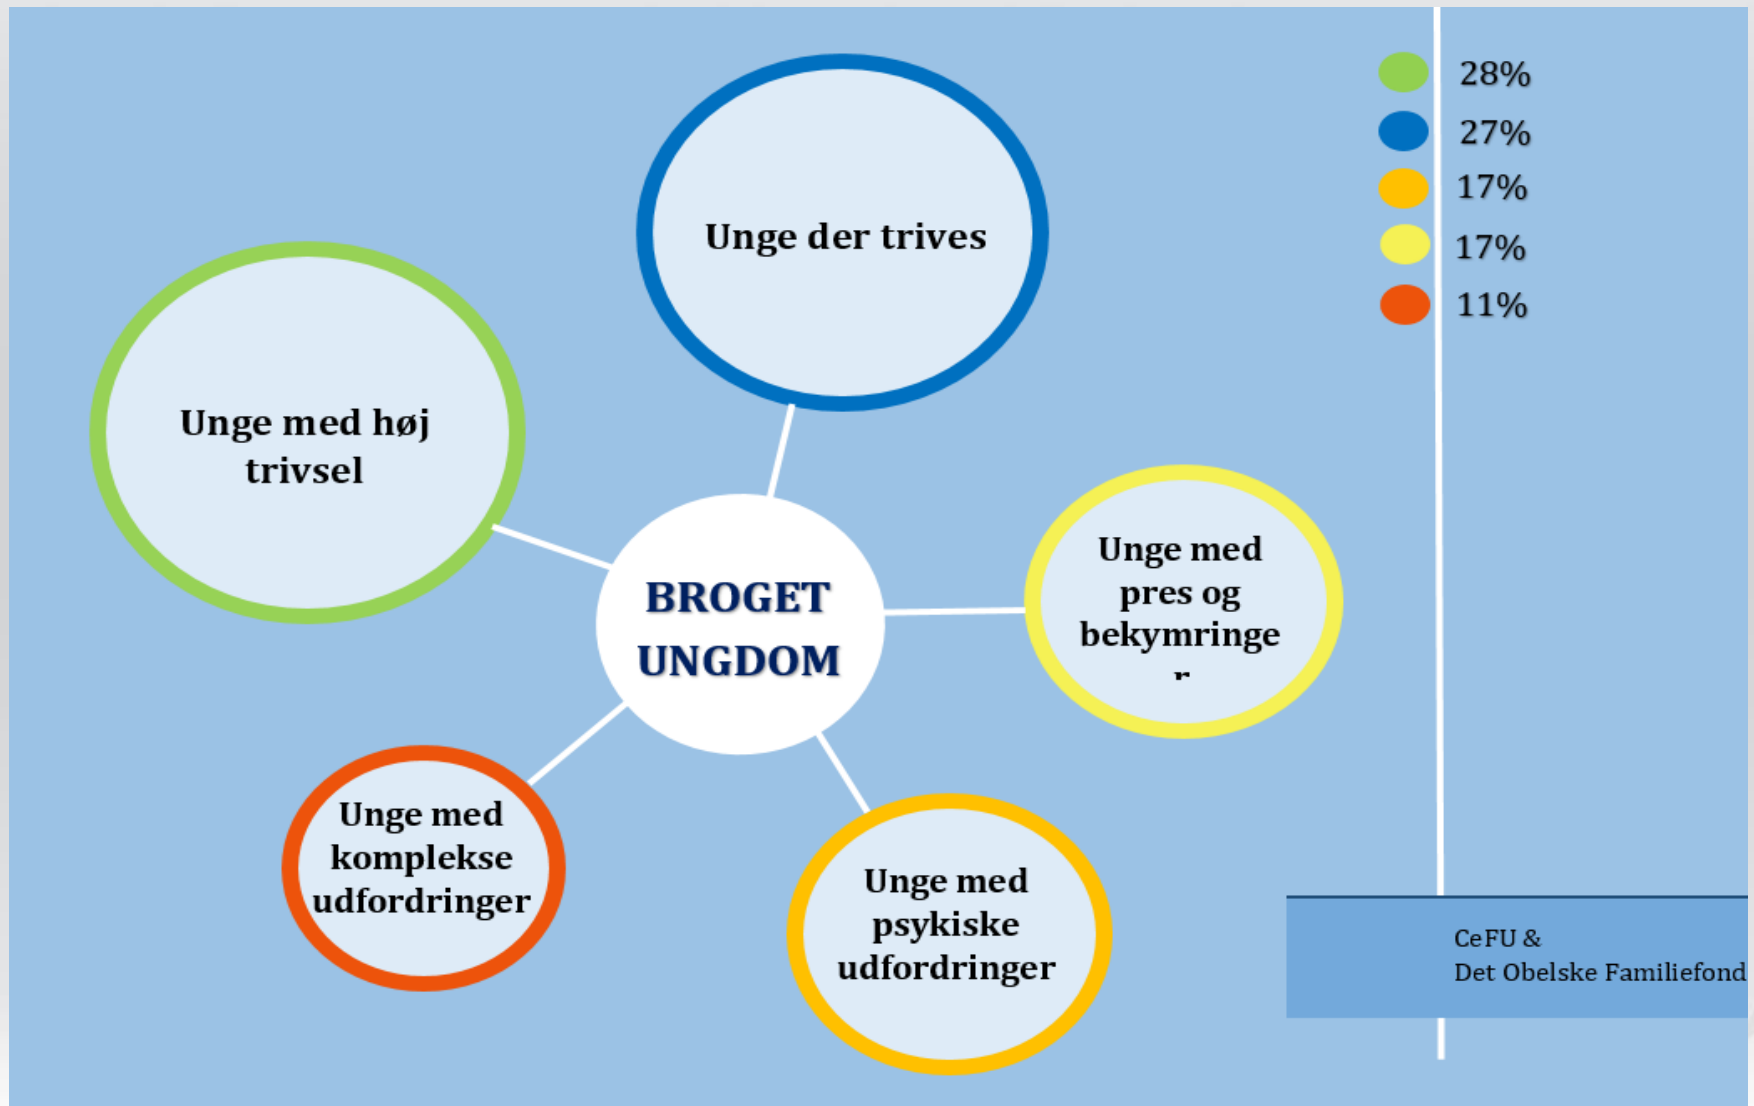 Unge der trives
Unge med høj
trivsel
BROGET
UNGDOM
Unge med
pres og
bekymringe
r
Unge med
komplekse
udfordringer
Unge med
psykiske
udfordringer
28%
27%
17%
17%
11%
CeFU &
Det Obelske Familiefond